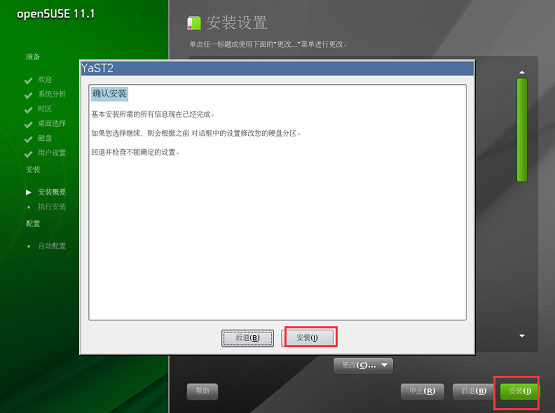 openSUSE 11.1
安装设置
单击任一标题或使用下面的"更改..."菜单进行更改。
准备
欢迎
系统分析
时区
桌面选择
磁盘
用户设置
安装
安装概要
执行安装
配置
自动配置
YaST2
确认安装
基本安装所需的所有信息现在已经完成。
如果您选择继续，则会根据之前 对话框中的设置修改您的硬盘分区。
回退并检查不能确定的设置。
后退(B)
安装(I)
更改(C)...
帮助
中止(R)
后退(B)
安装(I)